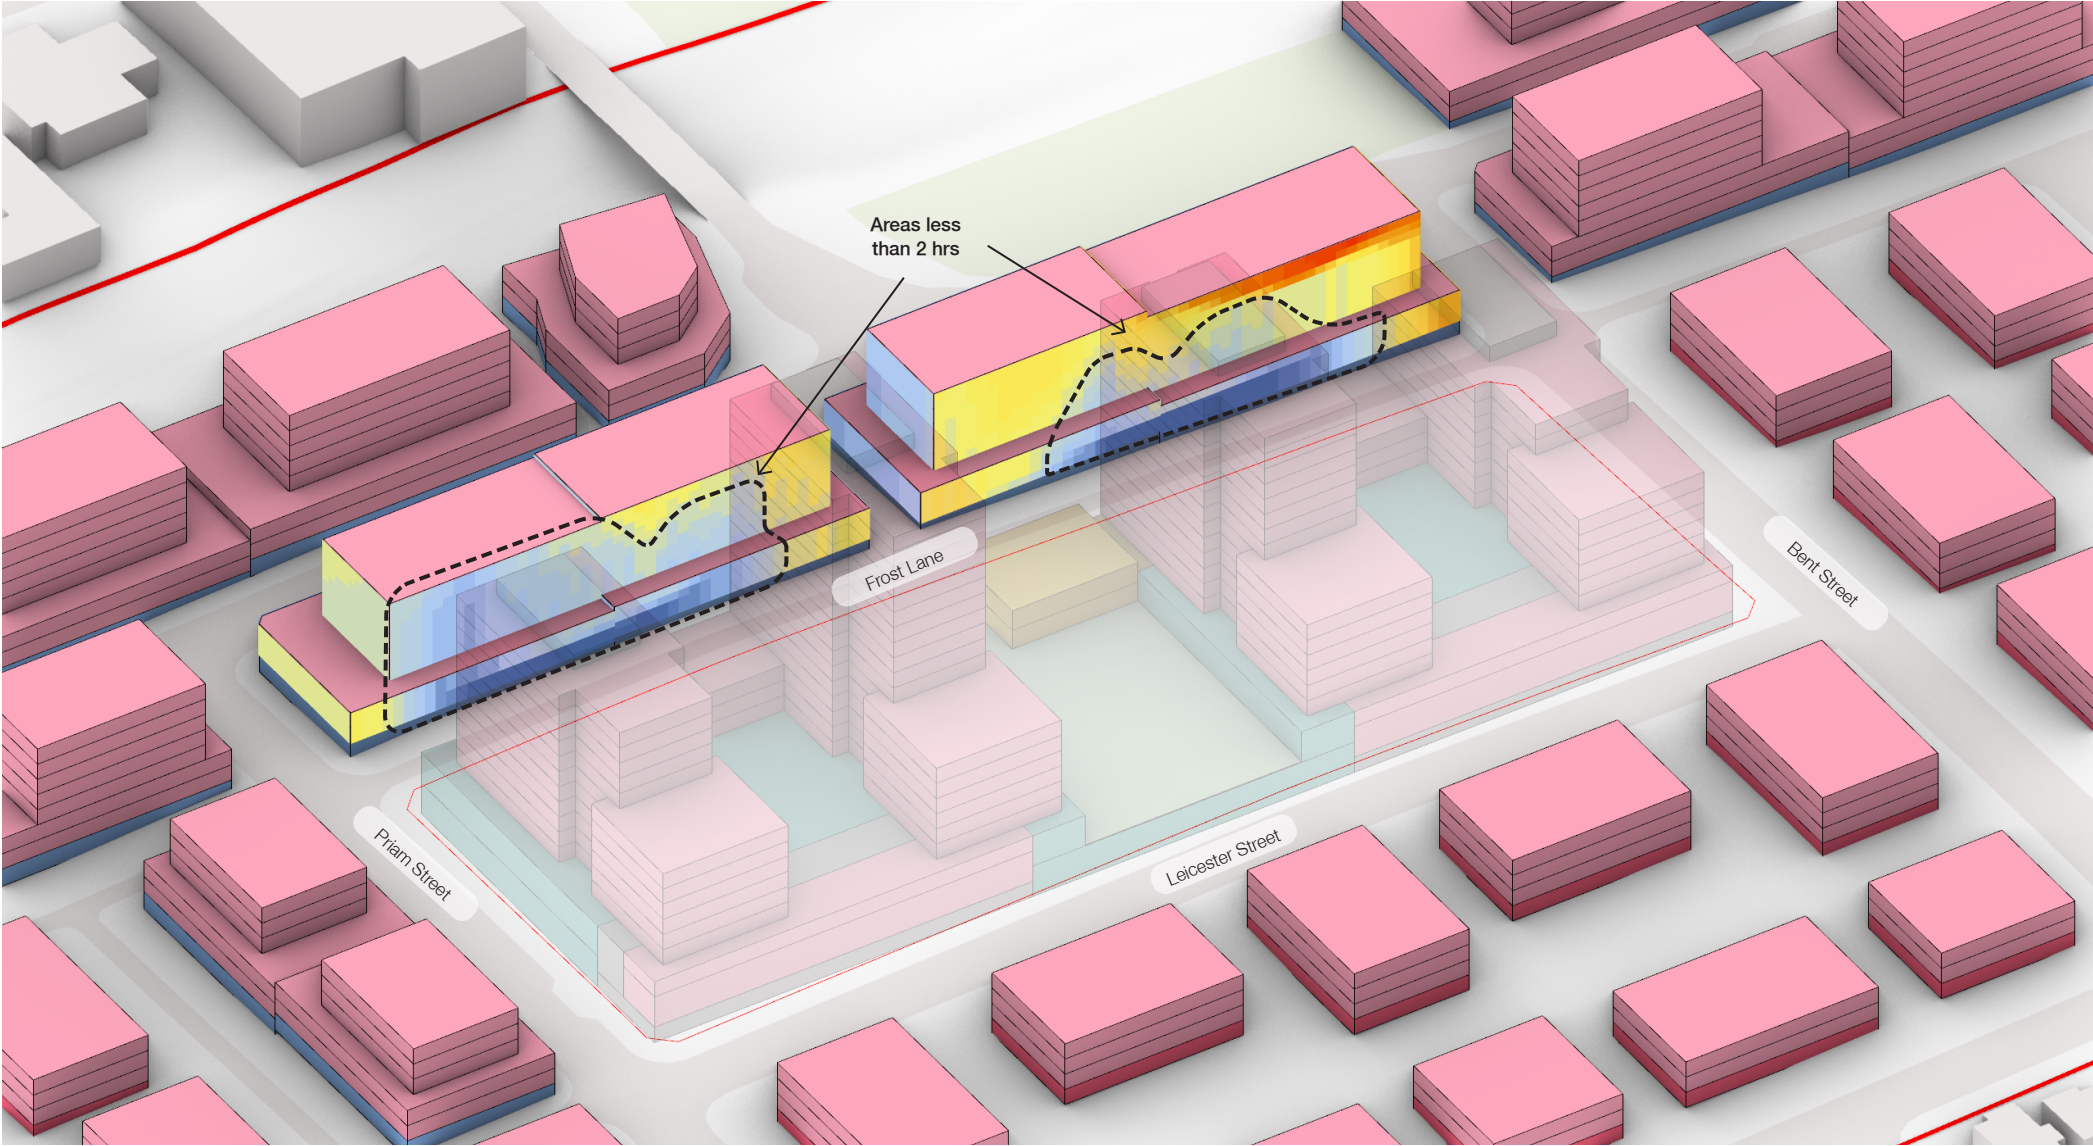 Areas less
than 2 hrs
Frost Lane
Bent Street
Priam Street
Leicester Street